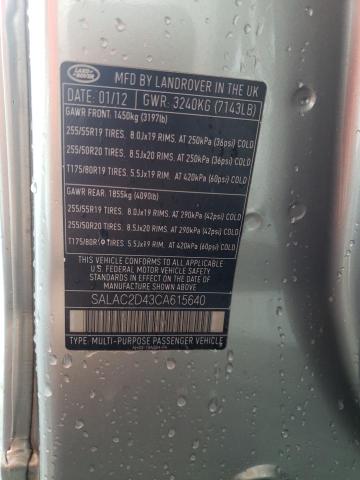 LAND
ROVER
MFD BY LANDROVER IN THE UK
DATE: 01/12 GWR: 3240KG (7143LB)
GAWR FRONT: 1450kg (3197lb)
255/55R19 TIRES, 8.0Jx19 RIMS, AT 250kPA (36psi) COLD
255/50R20 TIRES, 8.5Jx20 RIMS, AT 250kPA (36psi) COLD
T175/80R19 TIRES, 5.5Jx19 RIMS, AT 420kPA (60psi) COLD
GAWR REAR: 1855kg (4090lb)
255/55R19 TIRES, 8.0Jx19 RIMS, AT 290kPA (42psi) COLD
255/50R20 TIRES, 8.5Jx20 RIMS, AT 290kPA (42psi) COLD
T175/80R19 TIRES, 5.5Jx19 RIMS, AT 420kPA (60psi) COLD
THIS VEHICLE CONFORMS TO ALL APPLICABLE
U.S. FEDERAL MOTOR VEHICLE SAFETY
STANDARDS IN EFFECT ON THE DATE OF
MANUFACTURE SHOWN ABOVE
SALAC2D43CA615640
TYPE: MULTI-PURPOSE PASSENGER VEHICLE